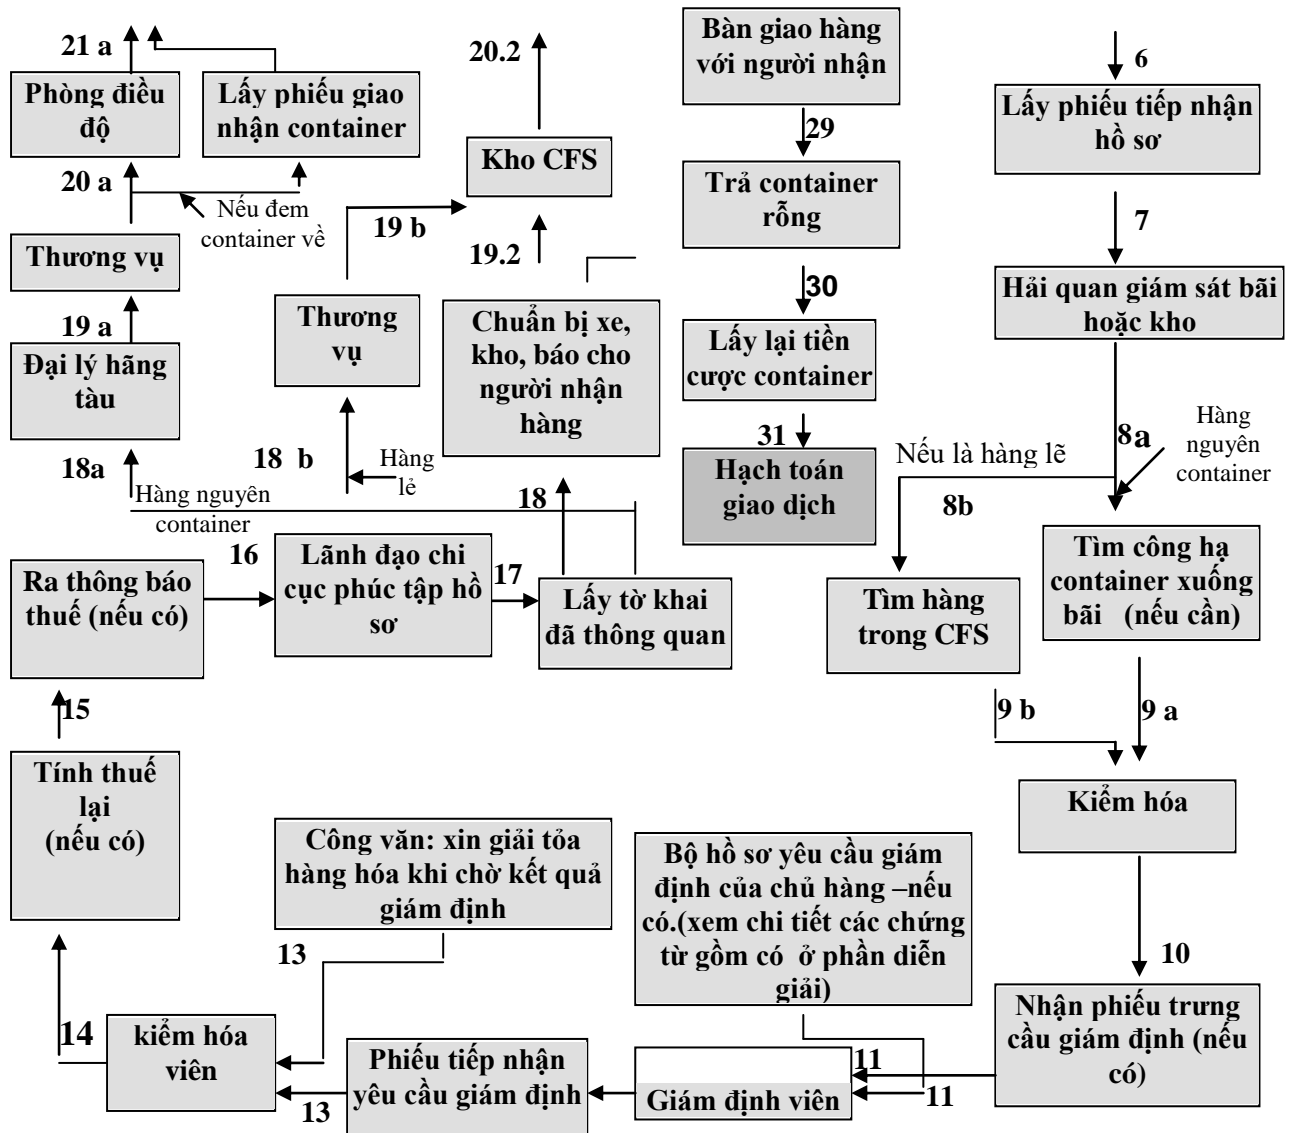 21 a
Phòng điều
độ
Lấy phiếu giao
nhận container
20 a
Nếu đem
container về
Thương vụ
19 a
Đại lý hãng
tàu
18a
Hàng nguyên
container
20.2
Kho CFS
19 b
19.2
Thương
vụ
18 b
Hàng
lẻ
Chuẩn bị xe,
kho, báo cho
người nhận
hàng
18
Bàn giao hàng
với người nhận
29
Trả container
rỗng
30
Lấy lại tiền
cược container
31
Hạch toán
giao dịch
6
Lấy phiếu tiếp nhận
hồ sơ
7
Hải quan giám sát bãi
hoặc kho
8a
Hàng
nguyên
container
Nếu là hàng lẽ
8b
Tìm hàng
trong CFS
Tìm công hạ
container xuống
bãi (nếu cần)
9 b
9 a
Kiểm hóa
10
Nhận phiếu trưng
cầu giám định (nếu
có)
Ra thông báo
thuế (nếu có)
16
Lãnh đạo chi
cục phúc tập hồ
sơ
17
Lấy tờ khai
đã thông quan
15
Tính thuế
lại
(nếu có)
Công văn: xin giải tỏa
hàng hóa khi chờ kết quả
giám định
13
Bộ hồ sơ yêu cầu giám
định của chủ hàng –nếu
có.(xem chi tiết các chứng
từ gồm có ở phần diễn
giải)
14
kiểm hóa
viên
13
Phiếu tiếp nhận
yêu cầu giám định
Giám định viên
11
11